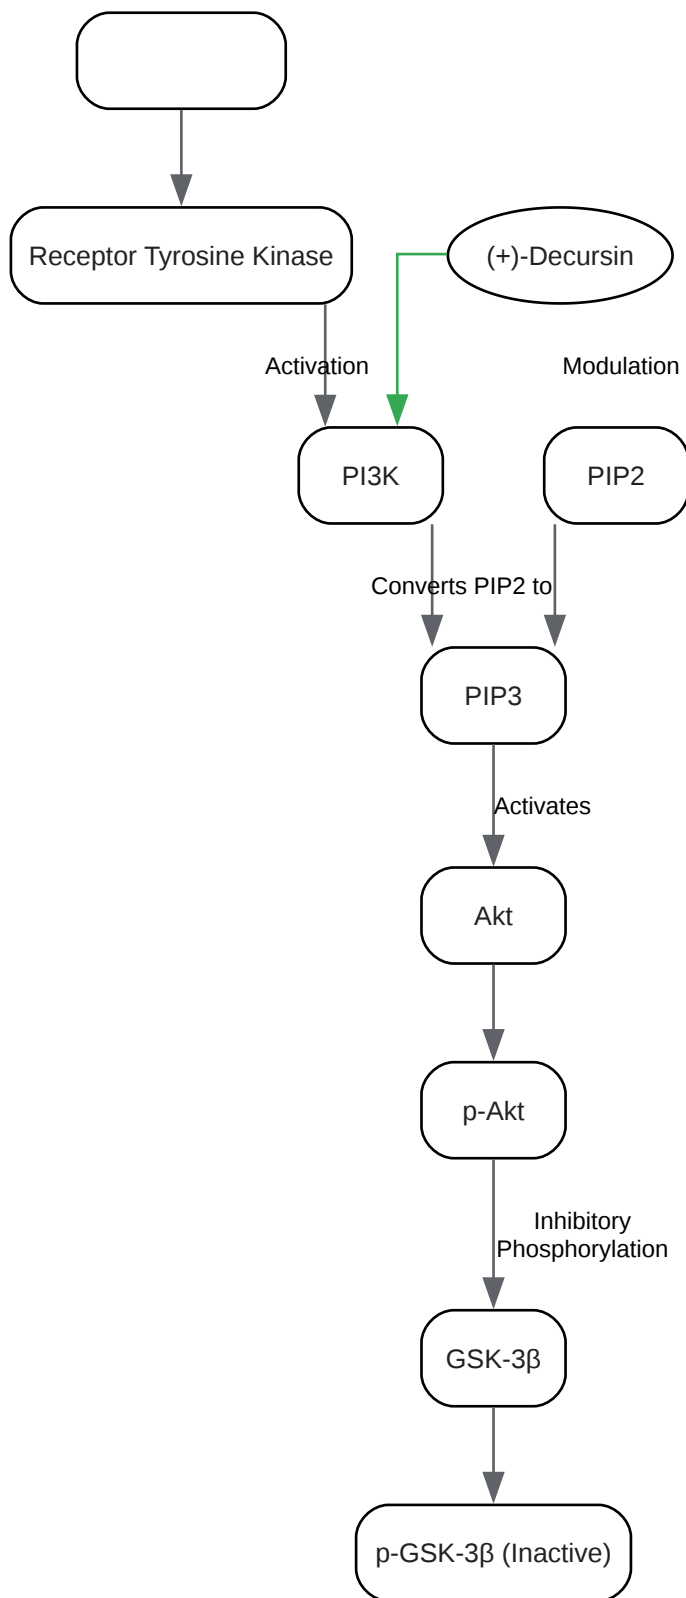 Receptor Tyrosine Kinase
(+)-Decursin
Activation
Modulation
PI3K
PIP2
Converts PIP2 to
PIP3
Activates
Akt
p-Akt
Inhibitory
Phosphorylation
GSK-3β
p-GSK-3β (Inactive)